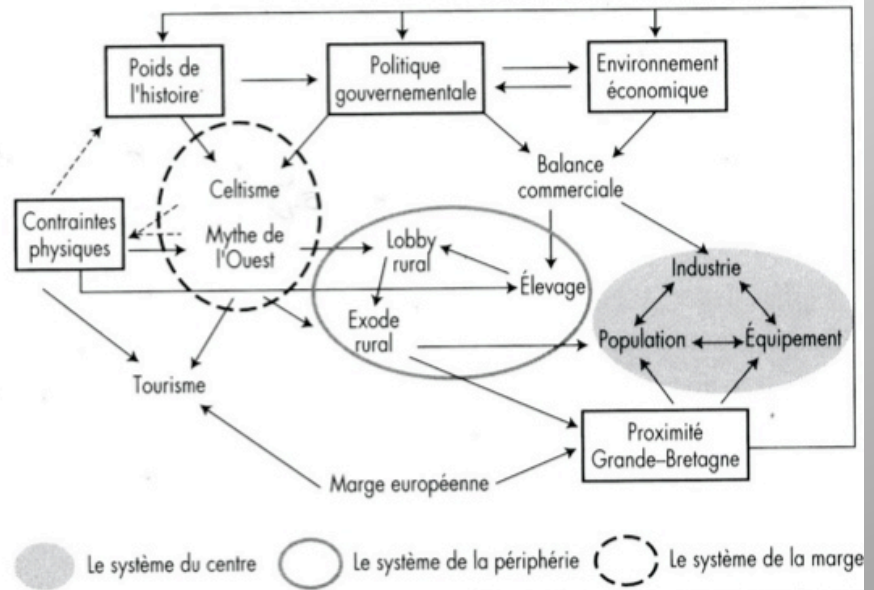 Poids de
l'histoire
Politique
gouvernementale
Environnement
économique
Balance
commerciale
Celtisme
Contraintes
physiques
Mythe de
l'Ouest
Lobby
rural
Industrie
Élevage
Exode
rural
Population
Équipement
Tourisme
Proximité
Grande-Bretagne
Marge européenne
Le système du centre
Le système de la périphérie
Le système de la marge